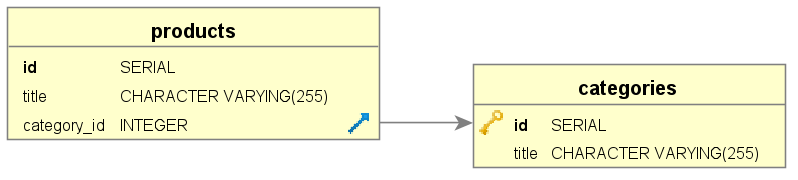 products
id SERIAL
title CHARACTER VARYING(255)
category_id INTEGER
categories
id SERIAL
title CHARACTER VARYING(255)